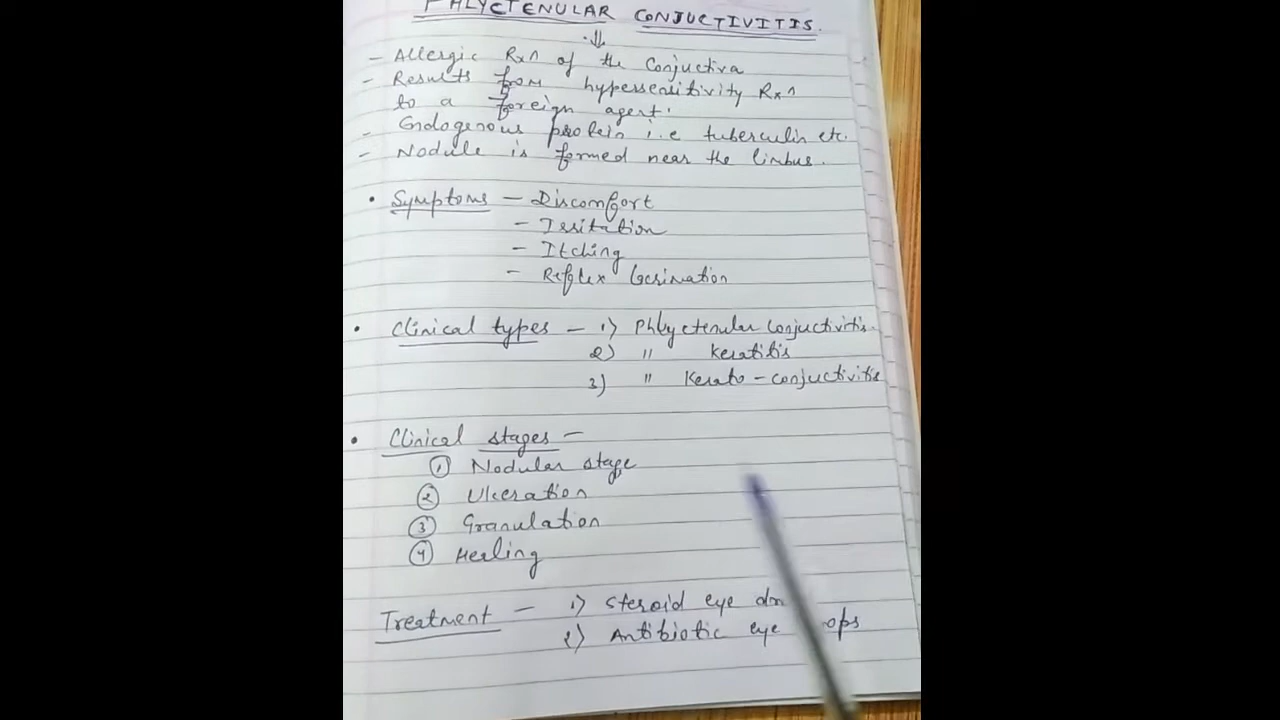 PHLYCTENULAR CONJUCTIVITIS.
- Allergic Rxn of the Conjuctiva
- Results from hypersensitivity Rxn
to a foreign agent.
- Endogenous protein i.e tuberculin etc.
- Nodule is formed near the limbus.
• Symptoms - Discomfort
- Irritation
- Itching
- Reflex lacrimation
• Clinical types - 1) Phlyctenular conjuctivitis.
2) " keratitis
3) " Kerato-conjuctivitis
• Clinical stages -
① Nodular stage
② Ulceration
③ Granulation
④ Healing
Treatment - 1) Steroid eye
2) Antibiotic eye